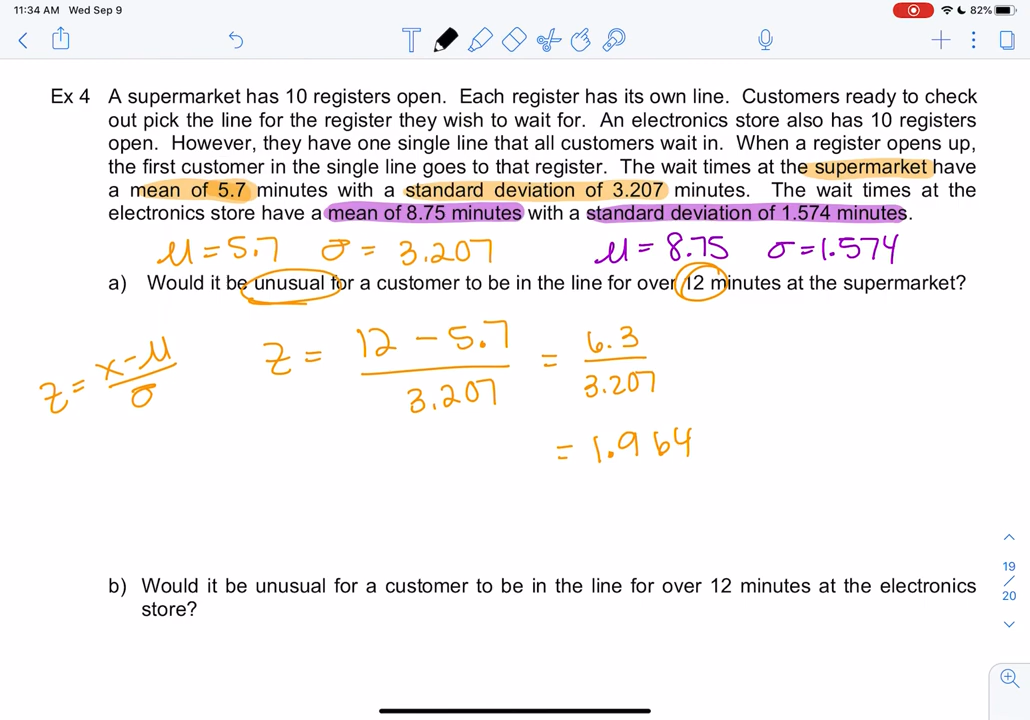 11:34 AM Wed Sep 9
82%
Ex 4 A supermarket has 10 registers open. Each register has its own line. Customers ready to check
out pick the line for the register they wish to wait for. An electronics store also has 10 registers
open. However, they have one single line that all customers wait in. When a register opens up,
the first customer in the single line goes to that register. The wait times at the supermarket have
a mean of 5.7 minutes with a standard deviation of 3.207 minutes. The wait times at the
electronics store have a mean of 8.75 minutes with a standard deviation of 1.574 minutes.
μ = 5.7 σ = 3.207 μ = 8.75 σ = 1.574
a) Would it be unusual for a customer to be in the line for over 12 minutes at the supermarket?
z = x-μ / σ z = 12 - 5.7 / 3.207 = 6.3 / 3.207
= 1.964
b) Would it be unusual for a customer to be in the line for over 12 minutes at the electronics
store?
19
/
20